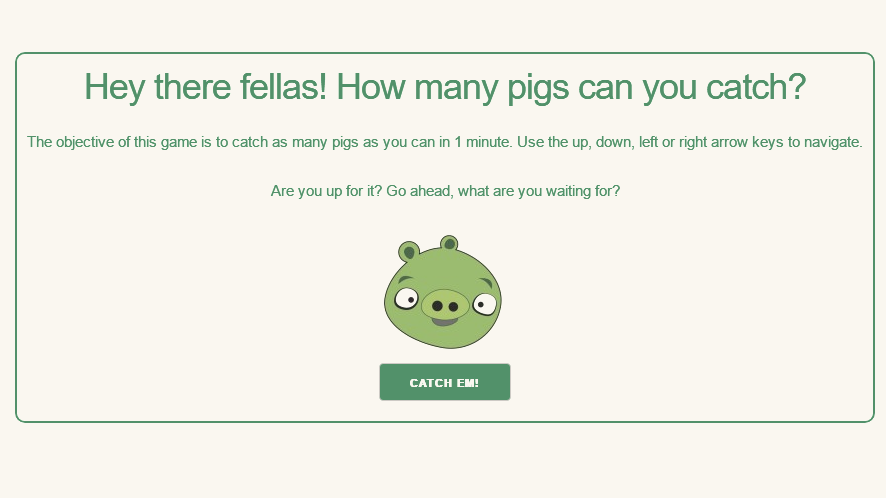 Hey there fellas! How many pigs can you catch?
The objective of this game is to catch as many pigs as you can in 1 minute. Use the up, down, left or right arrow keys to navigate.
Are you up for it? Go ahead, what are you waiting for?
CATCH EM!